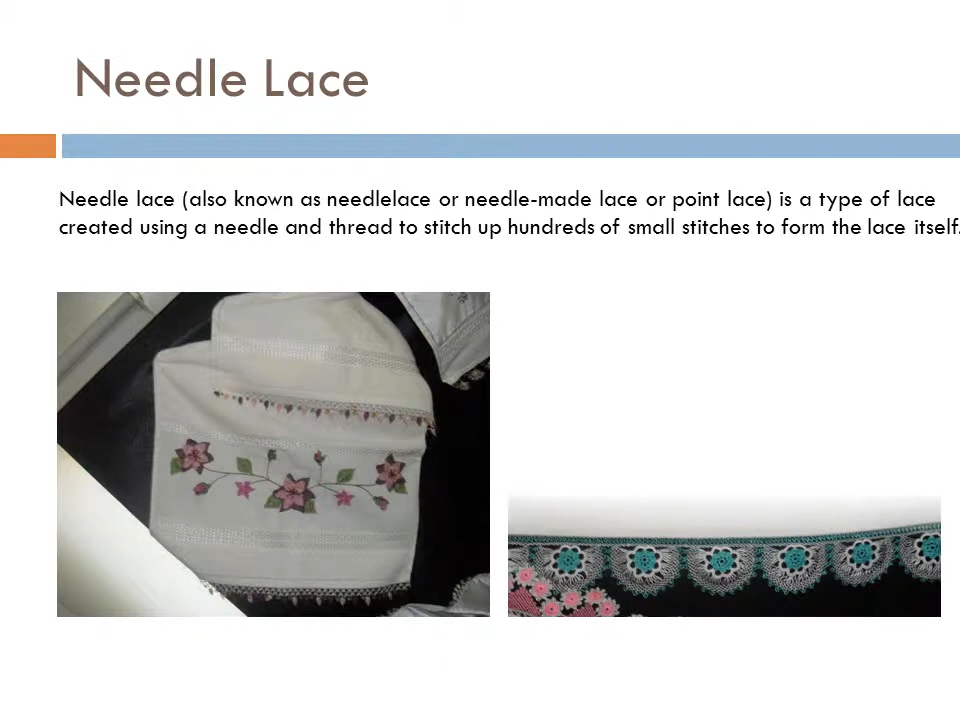 Needle Lace
Needle lace (also known as needlelace or needle-made lace or point lace) is a type of lace
created using a needle and thread to stitch up hundreds of small stitches to form the lace itself.